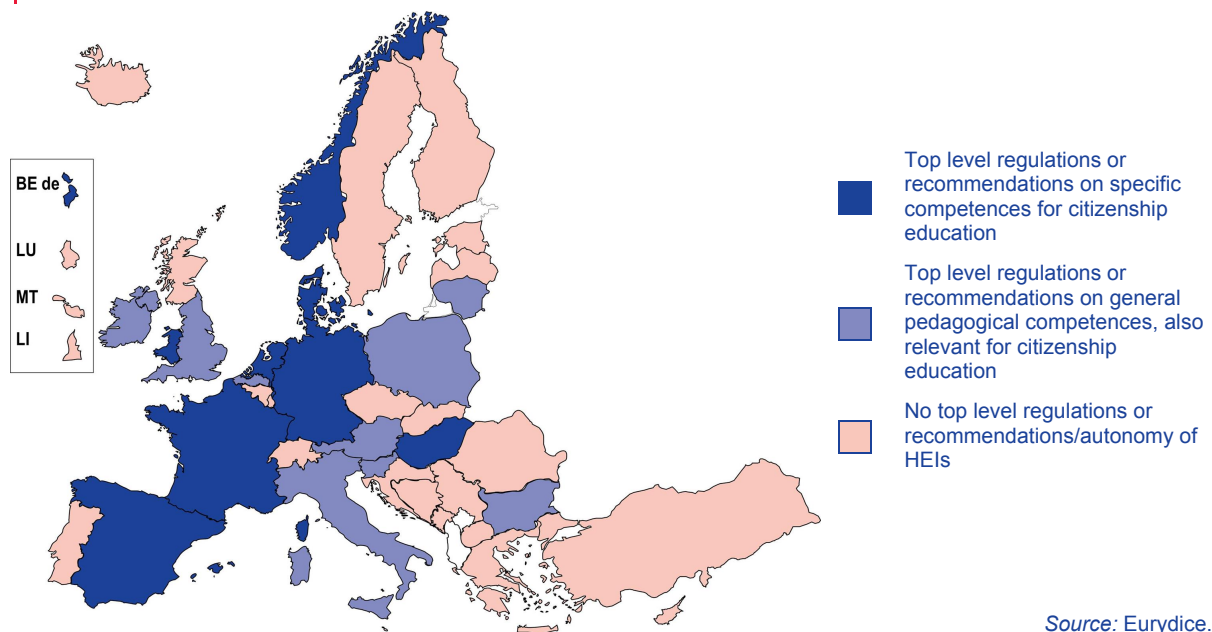 BE de
LU
MT
LI
Top level regulations or
recommendations on specific
competences for citizenship
education
Top level regulations or
recommendations on general
pedagogical competences, also
relevant for citizenship
education
No top level regulations or
recommendations/autonomy of
HEIs
Source: Eurydice.